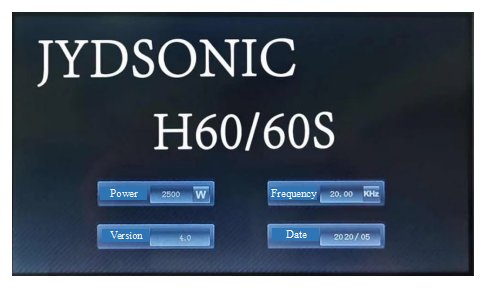 JYDSONIC
H60/60S
Power 2500 W
Frequency 20.00 KHz
Version 4.0
Date 2020/05